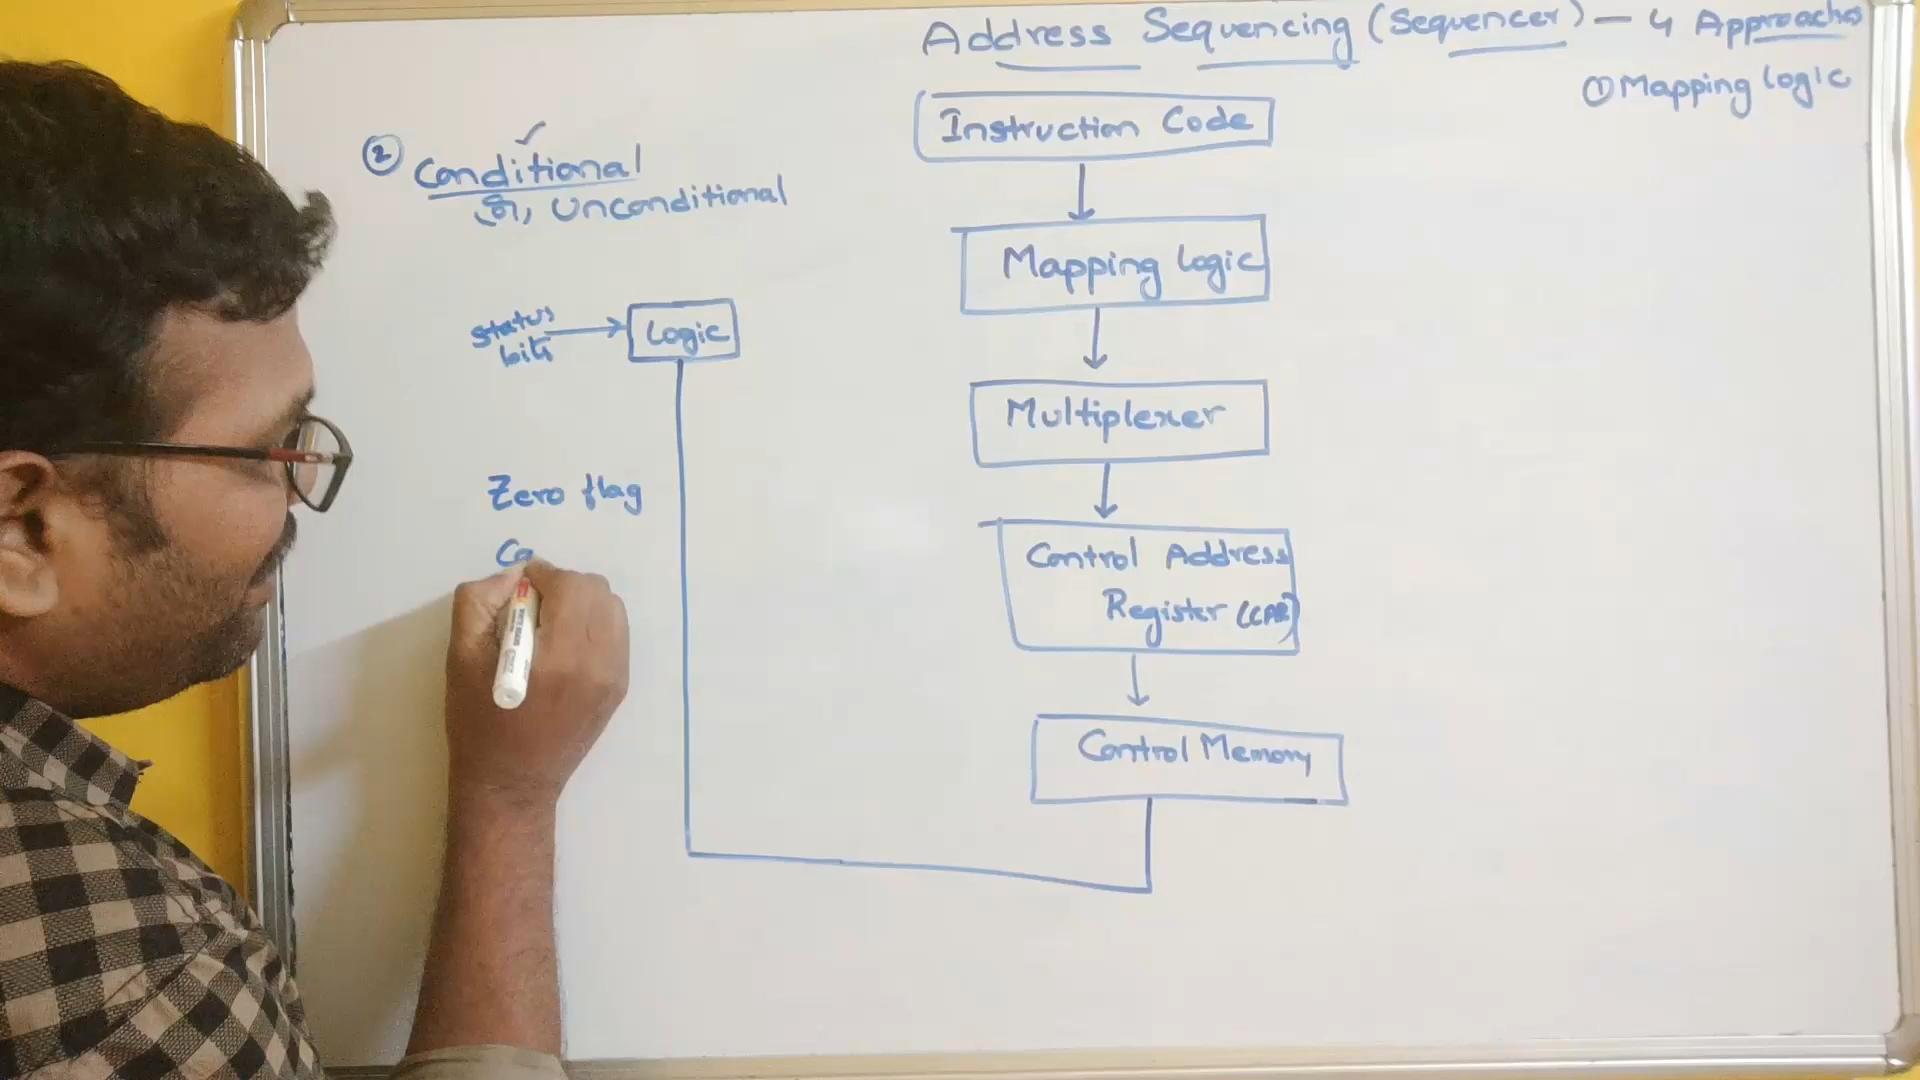 Address Sequencing (Sequencer) — 4 Approaches
① Mapping logic
Instruction Code
② Conditional ✓
Unconditional
Mapping Logic
status
bits
Logic
Multiplexer
Zero flag
Ca
Control Address
Register (CAR)
Control Memory